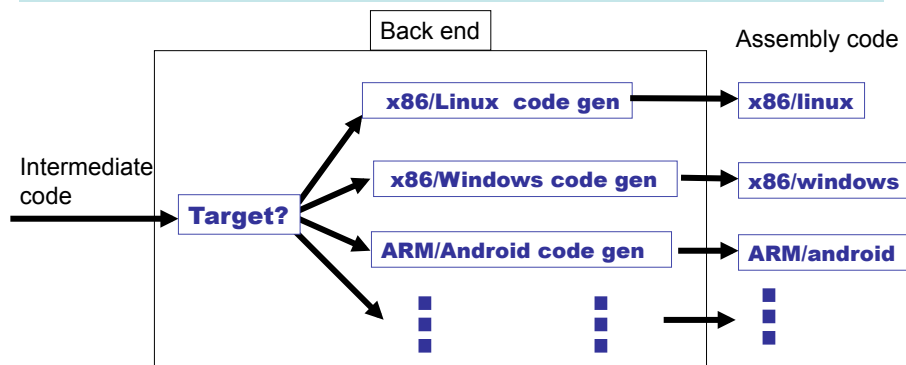 Back end
Assembly code
x86/Linux code gen
x86/linux
Intermediate
code
x86/Windows code gen
x86/windows
Target?
ARM/Android code gen
ARM/android